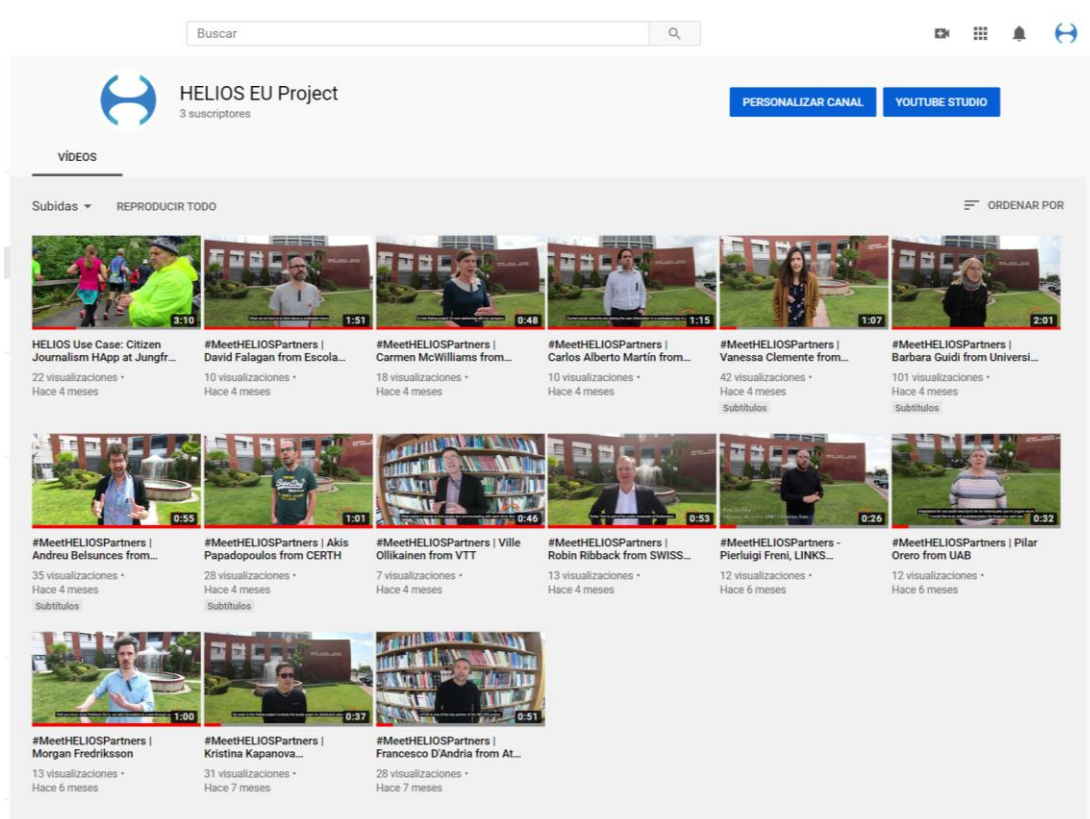 Buscar
HELIOS EU Project
3 suscriptores
PERSONALIZAR CANAL
YOUTUBE STUDIO
VÍDEOS
Subidas
REPRODUCIR TODO
ORDENAR POR
3:10
1:51
0:48
1:15
1:07
2:01
HELIOS Use Case: Citizen
Journalism HApp at Jungfr...
22 visualizaciones •
Hace 4 meses
#MeetHELIOSPartners |
David Falagan from Escola...
10 visualizaciones •
Hace 4 meses
#MeetHELIOSPartners |
Carmen McWilliams from...
18 visualizaciones •
Hace 4 meses
#MeetHELIOSPartners |
Carlos Alberto Martín from...
10 visualizaciones •
Hace 4 meses
#MeetHELIOSPartners |
Vanessa Clemente from...
42 visualizaciones •
Hace 4 meses
Subtítulos
#MeetHELIOSPartners |
Barbara Guidi from Universi...
101 visualizaciones •
Hace 4 meses
Subtítulos
0:55
1:01
0:46
0:53
0:26
0:32
#MeetHELIOSPartners |
Andreu Belsunces from...
35 visualizaciones •
Hace 4 meses
Subtítulos
#MeetHELIOSPartners | Akis
Papadopoulos from CERTH
28 visualizaciones •
Hace 4 meses
Subtítulos
#MeetHELIOSPartners | Ville
Ollikainen from VTT
7 visualizaciones •
Hace 4 meses
#MeetHELIOSPartners |
Robin Ribback from SWISS...
13 visualizaciones •
Hace 4 meses
#MeetHELIOSPartners -
Pierluigi Freni, LINKS...
12 visualizaciones •
Hace 6 meses
#MeetHELIOSPartners | Pilar
Orero from UAB
12 visualizaciones •
Hace 6 meses
1:00
0:37
0:51
#MeetHELIOSPartners |
Morgan Fredriksson
13 visualizaciones •
Hace 6 meses
#MeetHELIOSPartners |
Kristina Kapanova...
31 visualizaciones •
Hace 7 meses
#MeetHELIOSPartners |
Francesco D'Andria from At...
28 visualizaciones •
Hace 7 meses